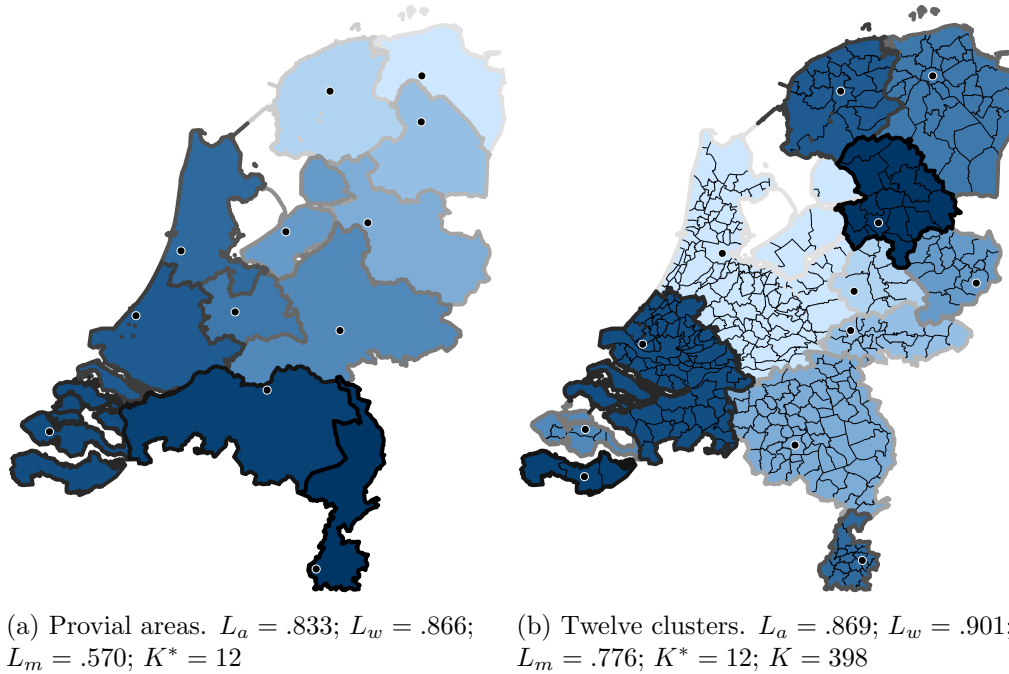 (a) Provial areas. $L_a = .833$; $L_w = .866$;
$L_m = .570$; $K^* = 12$
(b) Twelve clusters. $L_a = .869$; $L_w = .901$;
$L_m = .776$; $K^* = 12$; $K = 398$